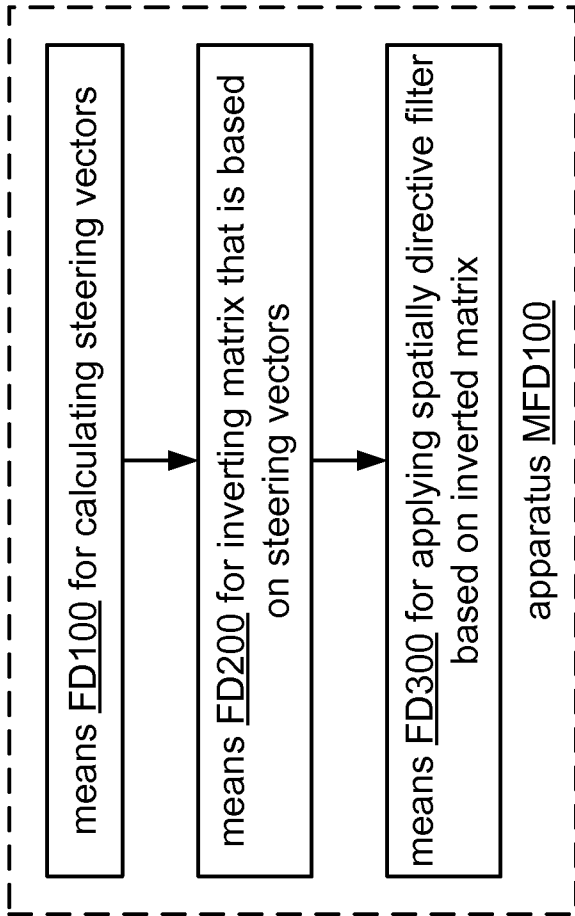 means FD100 for calculating steering vectors
means FD200 for inverting matrix that is based
on steering vectors
means FD300 for applying spatially directive filter
based on inverted matrix
apparatus MFD100